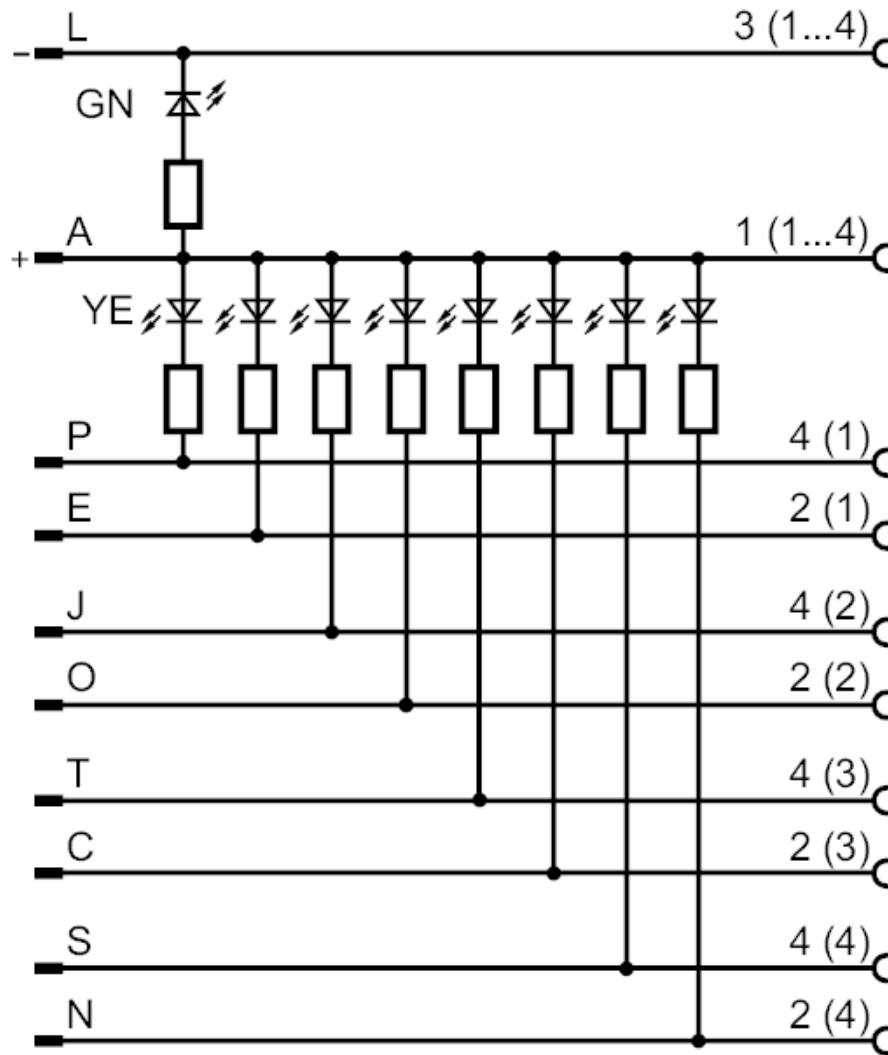 L 3 (1...4)
-
GN
A 1 (1...4)
+
YE
P 4 (1)
E 2 (1)
J 4 (2)
O 2 (2)
T 4 (3)
C 2 (3)
S 4 (4)
N 2 (4)